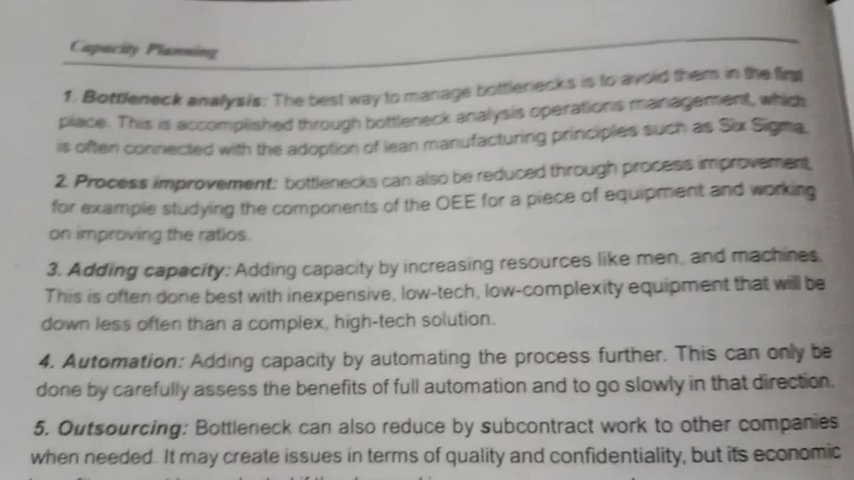 Capacity Planning
1. Bottleneck analysis: The best way to manage bottlenecks is to avoid them in the first
place. This is accomplished through bottleneck analysis operations management, which
is often connected with the adoption of lean manufacturing principles such as Six Sigma.
2. Process improvement: bottlenecks can also be reduced through process improvement,
for example studying the components of the OEE for a piece of equipment and working
on improving the ratios.
3. Adding capacity: Adding capacity by increasing resources like men, and machines.
This is often done best with inexpensive, low-tech, low-complexity equipment that will be
down less often than a complex, high-tech solution.
4. Automation: Adding capacity by automating the process further. This can only be
done by carefully assess the benefits of full automation and to go slowly in that direction.
5. Outsourcing: Bottleneck can also reduce by subcontract work to other companies
when needed. It may create issues in terms of quality and confidentiality, but its economic